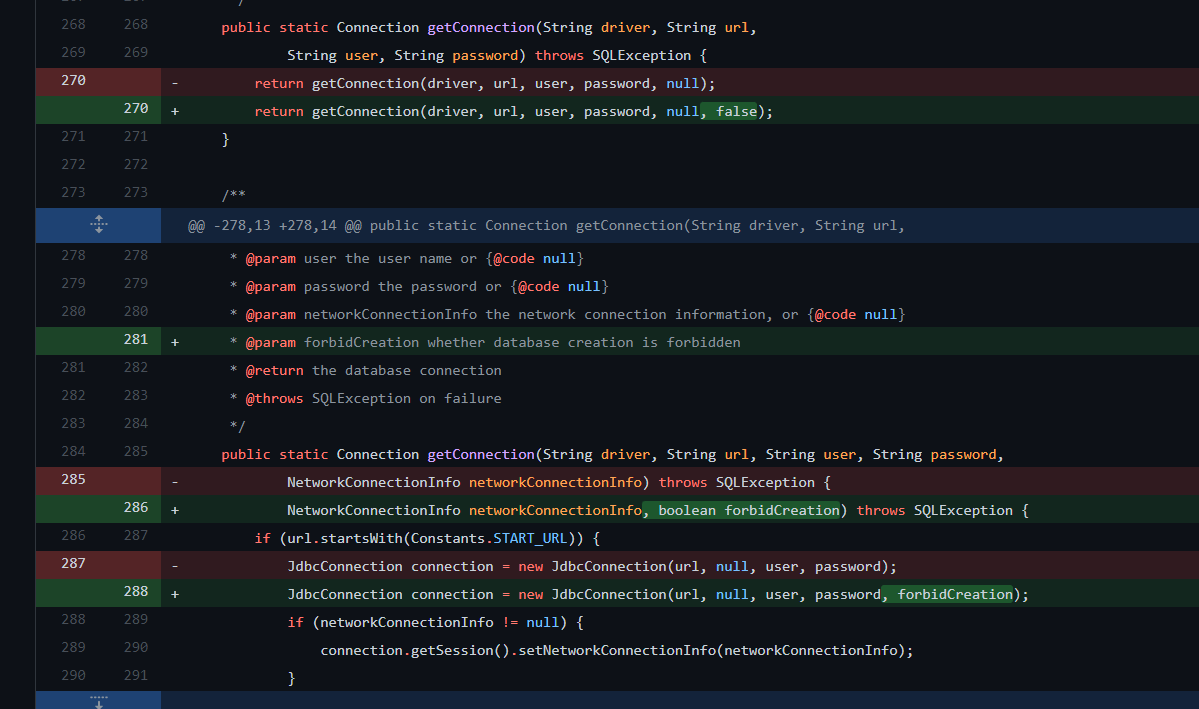 268 268 public static Connection getConnection(String driver, String url,
269 269 String user, String password) throws SQLException {
270 - return getConnection(driver, url, user, password, null);
270 + return getConnection(driver, url, user, password, null, false);
271 271 }
272 272
273 273 /**
@@ -278,13 +278,14 @@ public static Connection getConnection(String driver, String url,
278 278 * @param user the user name or {@code null}
279 279 * @param password the password or {@code null}
280 280 * @param networkConnectionInfo the network connection information, or {@code null}
281 + * @param forbidCreation whether database creation is forbidden
281 282 * @return the database connection
282 283 * @throws SQLException on failure
283 284 */
284 285 public static Connection getConnection(String driver, String url, String user, String password,
285 - NetworkConnectionInfo networkConnectionInfo) throws SQLException {
286 + NetworkConnectionInfo networkConnectionInfo, boolean forbidCreation) throws SQLException {
286 287 if (url.startsWith(Constants.START_URL)) {
287 - JdbcConnection connection = new JdbcConnection(url, null, user, password);
288 + JdbcConnection connection = new JdbcConnection(url, null, user, password, forbidCreation);
288 289 if (networkConnectionInfo != null) {
289 290 connection.getSession().setNetworkConnectionInfo(networkConnectionInfo);
290 291 }